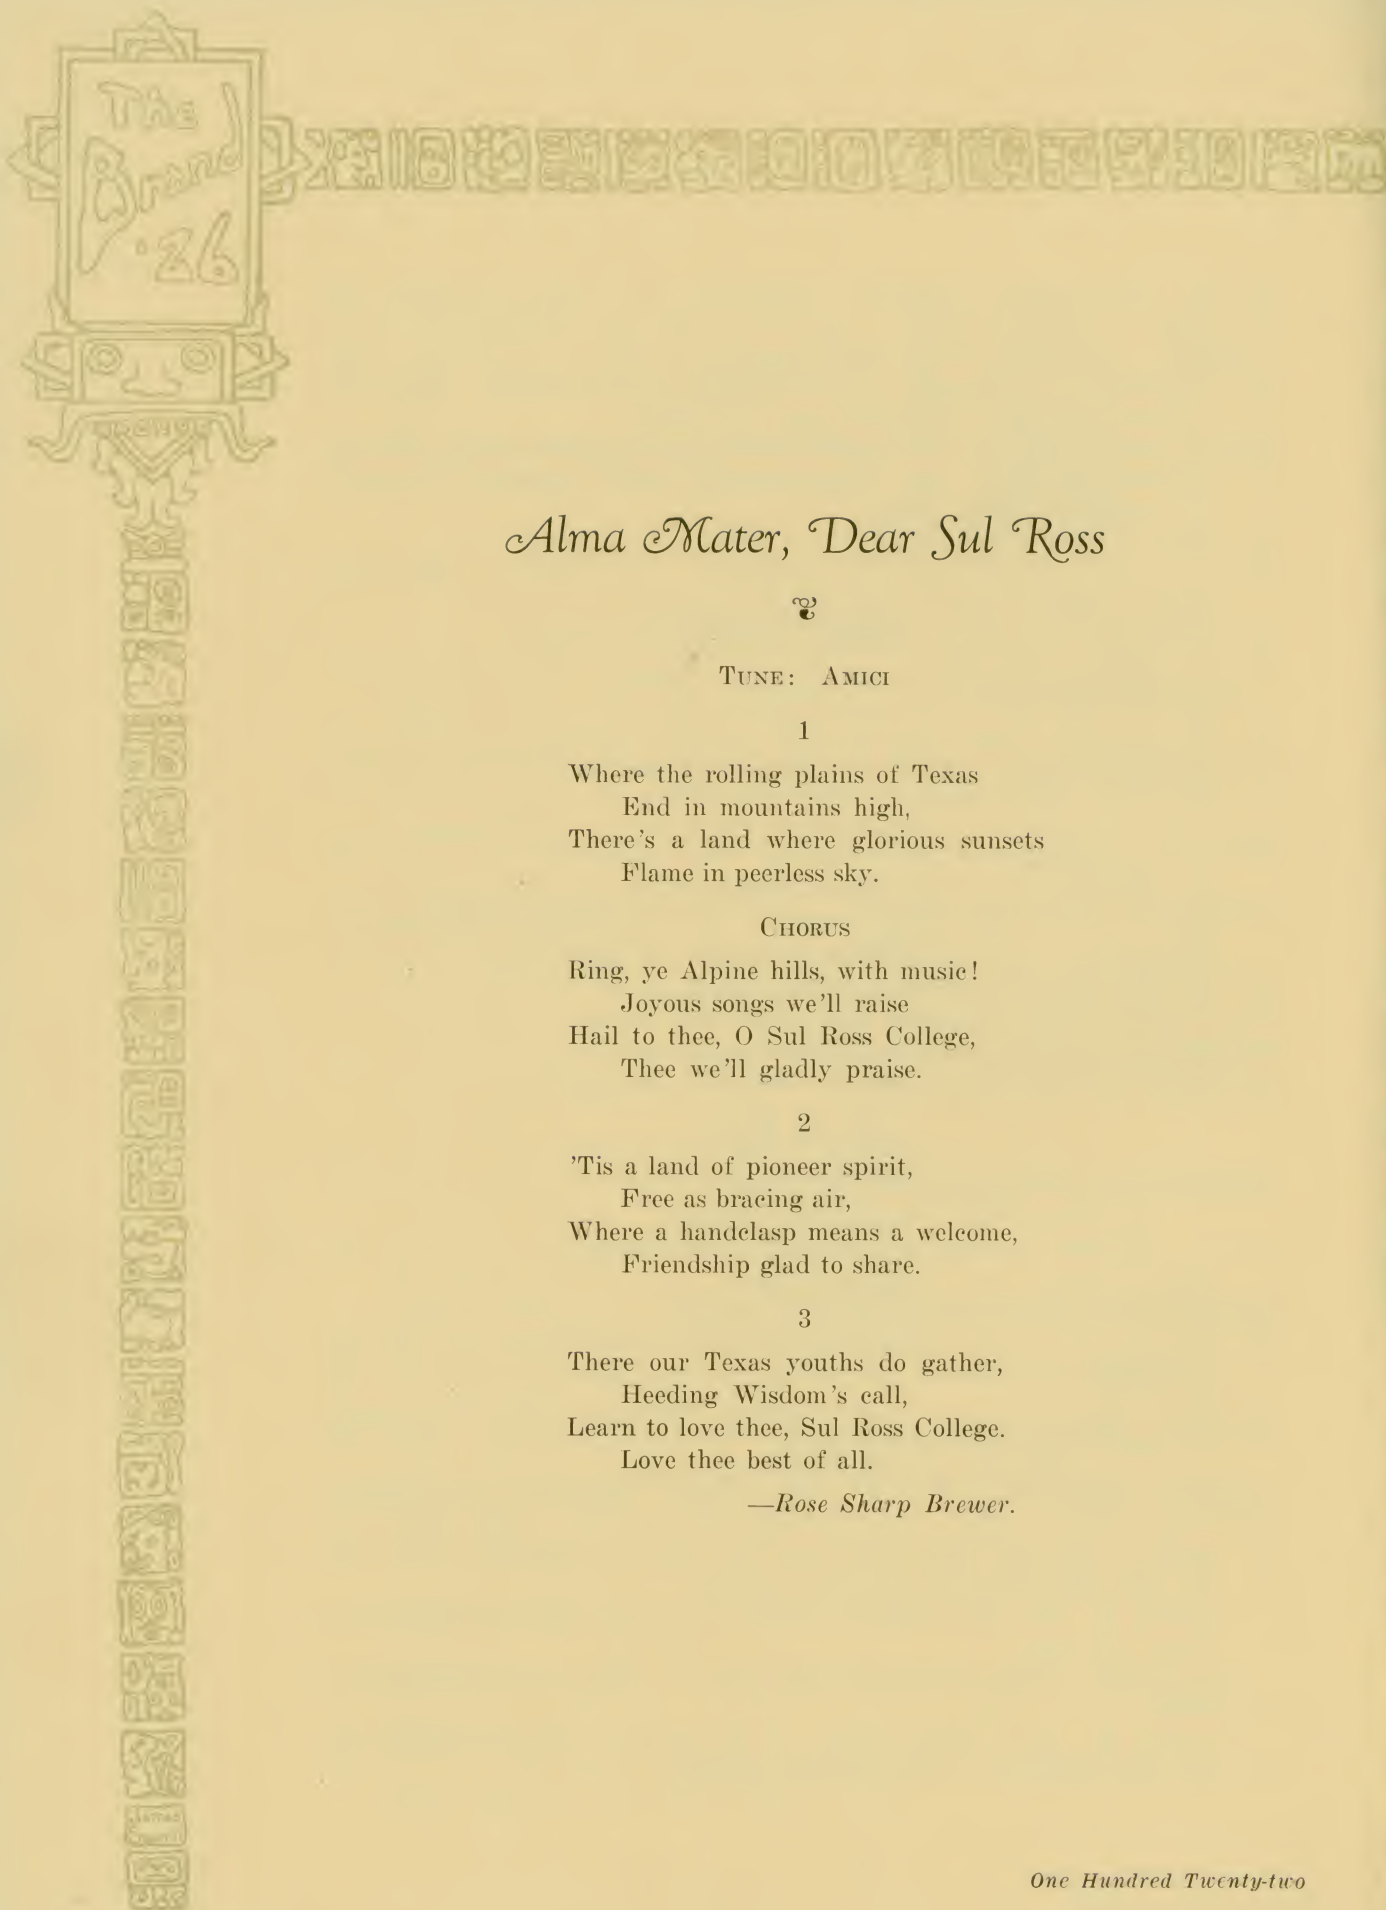 The
Brand
'26
Alma Mater, Dear Sul Ross
TUNE: AMICI
1
Where the rolling plains of Texas
End in mountains high,
There's a land where glorious sunsets
Flame in peerless sky.
CHORUS
Ring, ye Alpine hills, with music!
Joyous songs we'll raise
Hail to thee, O Sul Ross College,
Thee we'll gladly praise.
2
'Tis a land of pioneer spirit,
Free as bracing air,
Where a handclasp means a welcome,
Friendship glad to share.
3
There our Texas youths do gather,
Heeding Wisdom's call,
Learn to love thee, Sul Ross College.
Love thee best of all.
—Rose Sharp Brewer.
One Hundred Twenty-two